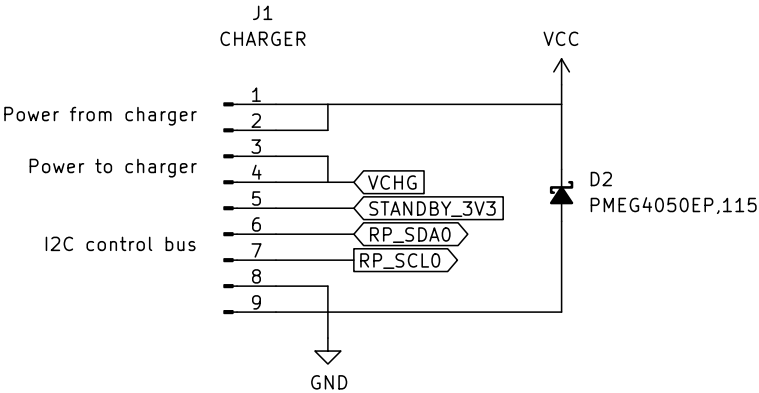 J1
CHARGER
VCC
1
Power from charger
2
3
Power to charger
4
VCHG
D2
5
STANDBY_3V3
PMEG4050EP,115
6
RP_SDA0
I2C control bus
7
RP_SCL0
8
9
GND